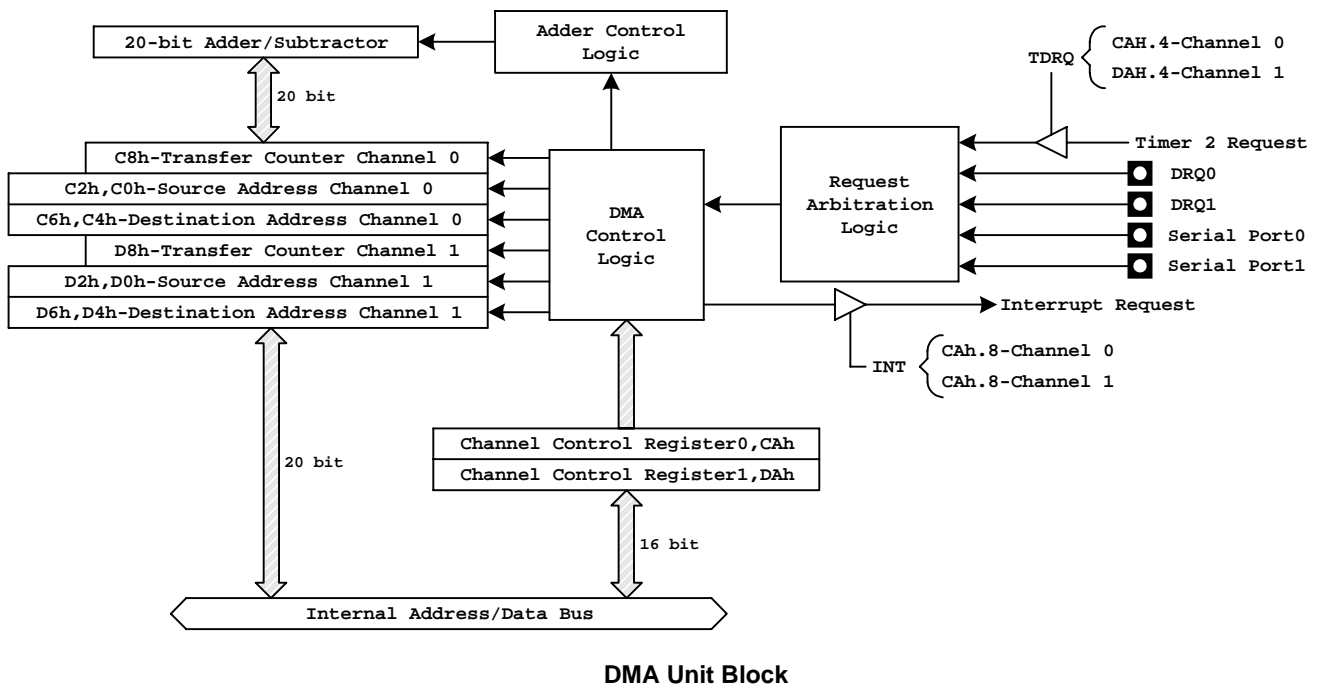 20-bit Adder/Subtractor
Adder Control
Logic
20 bit
TDRQ
CAH.4-Channel 0
DAH.4-Channel 1
C8h-Transfer Counter Channel 0
C2h,C0h-Source Address Channel 0
C6h,C4h-Destination Address Channel 0
D8h-Transfer Counter Channel 1
D2h,D0h-Source Address Channel 1
D6h,D4h-Destination Address Channel 1
DMA
Control
Logic
Request
Arbitration
Logic
Timer 2 Request
DRQ0
DRQ1
Serial Port0
Serial Port1
Interrupt Request
INT
CAh.8-Channel 0
CAh.8-Channel 1
Channel Control Register0,CAh
Channel Control Register1,DAh
20 bit
16 bit
Internal Address/Data Bus
DMA Unit Block